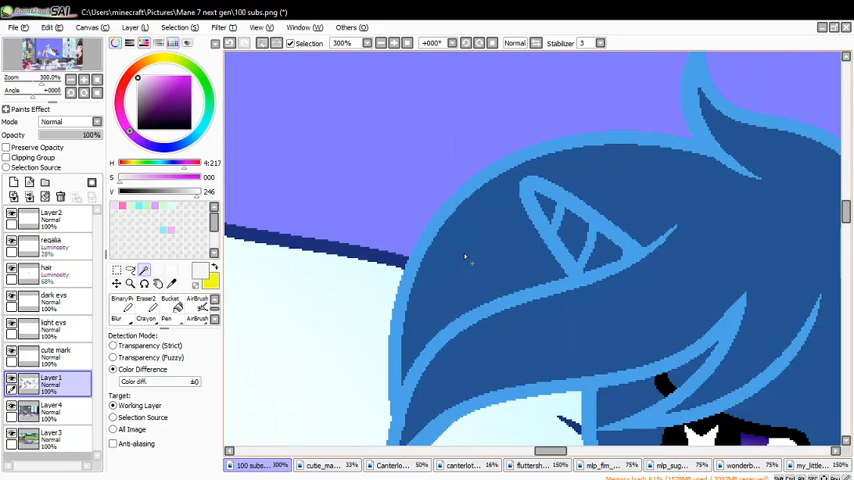 PaintTool SAI C:\Users\minecraft\Pictures\Mane 7 next gen\100 subs.png (*)
File (F) Edit (E) Canvas (C) Layer (L) Selection (S) Filter (T) View (V) Window (W) Others (O)
Selection 300% +000° Normal Stabilizer 3
Zoom 300.0%
Angle
Paints Effect
Mode Normal
Opacity 100%
Preserve Opacity
Clipping Group
Selection Source
H
S 000
V 246
Layer2
Normal
100%
regalia
Luminosity
28%
hair
Luminosity
68%
dark eys
Normal
100%
light eys
Normal
100%
cute mark
Normal
100%
Layer1
Normal
100%
Layer4
Normal
100%
Layer3
Normal
100%
Eraser2 Bucket AirBrush
Blur Crayon Pen
Detection Mode:
Transparency (Strict)
Transparency (Fuzzy)
Color Difference
Color diff. ±0
Target:
Working Layer
Selection Source
All Image
Anti-aliasing
100 subs... 300% cute_ma... 33% Canterlo... 50% canterlot... 16% fluttersh... 150% mlp_fim_... 75% mlp_sug... 75% wonderb... 75% my_little... 150%